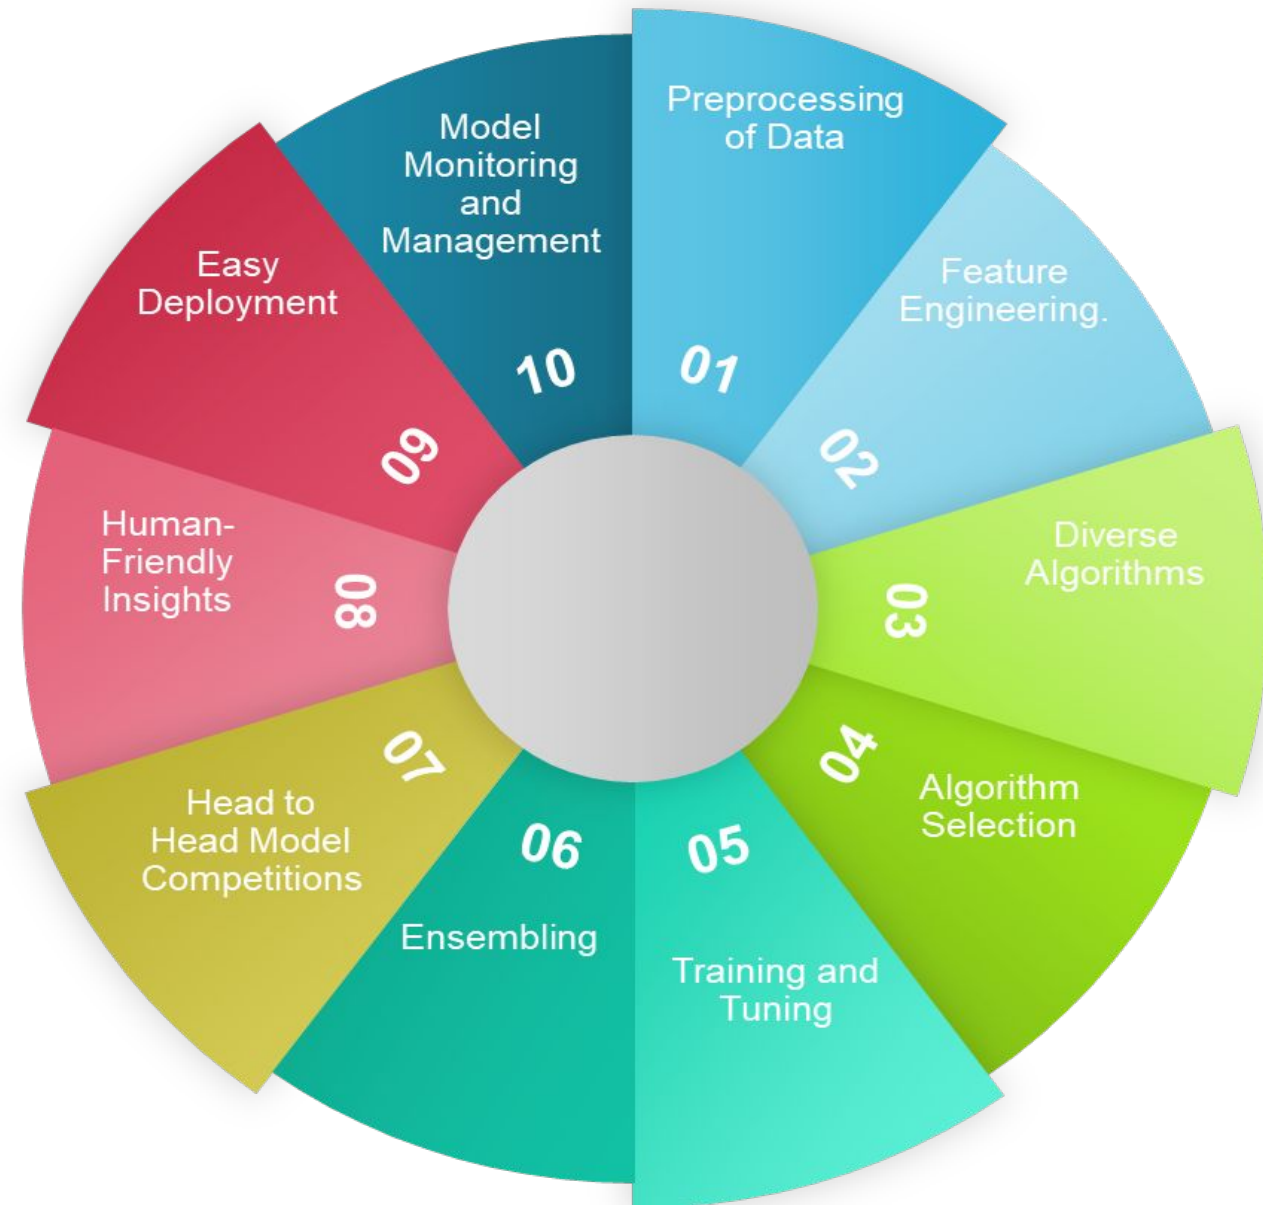 Preprocessing
of Data
01
Feature
Engineering.
02
Diverse
Algorithms
03
04
Algorithm
Selection
05
Training and
Tuning
06
Ensembling
07
Head to
Head Model
Competitions
Human-
Friendly
Insights
08
Easy
Deployment
09
Model
Monitoring
and
Management
10